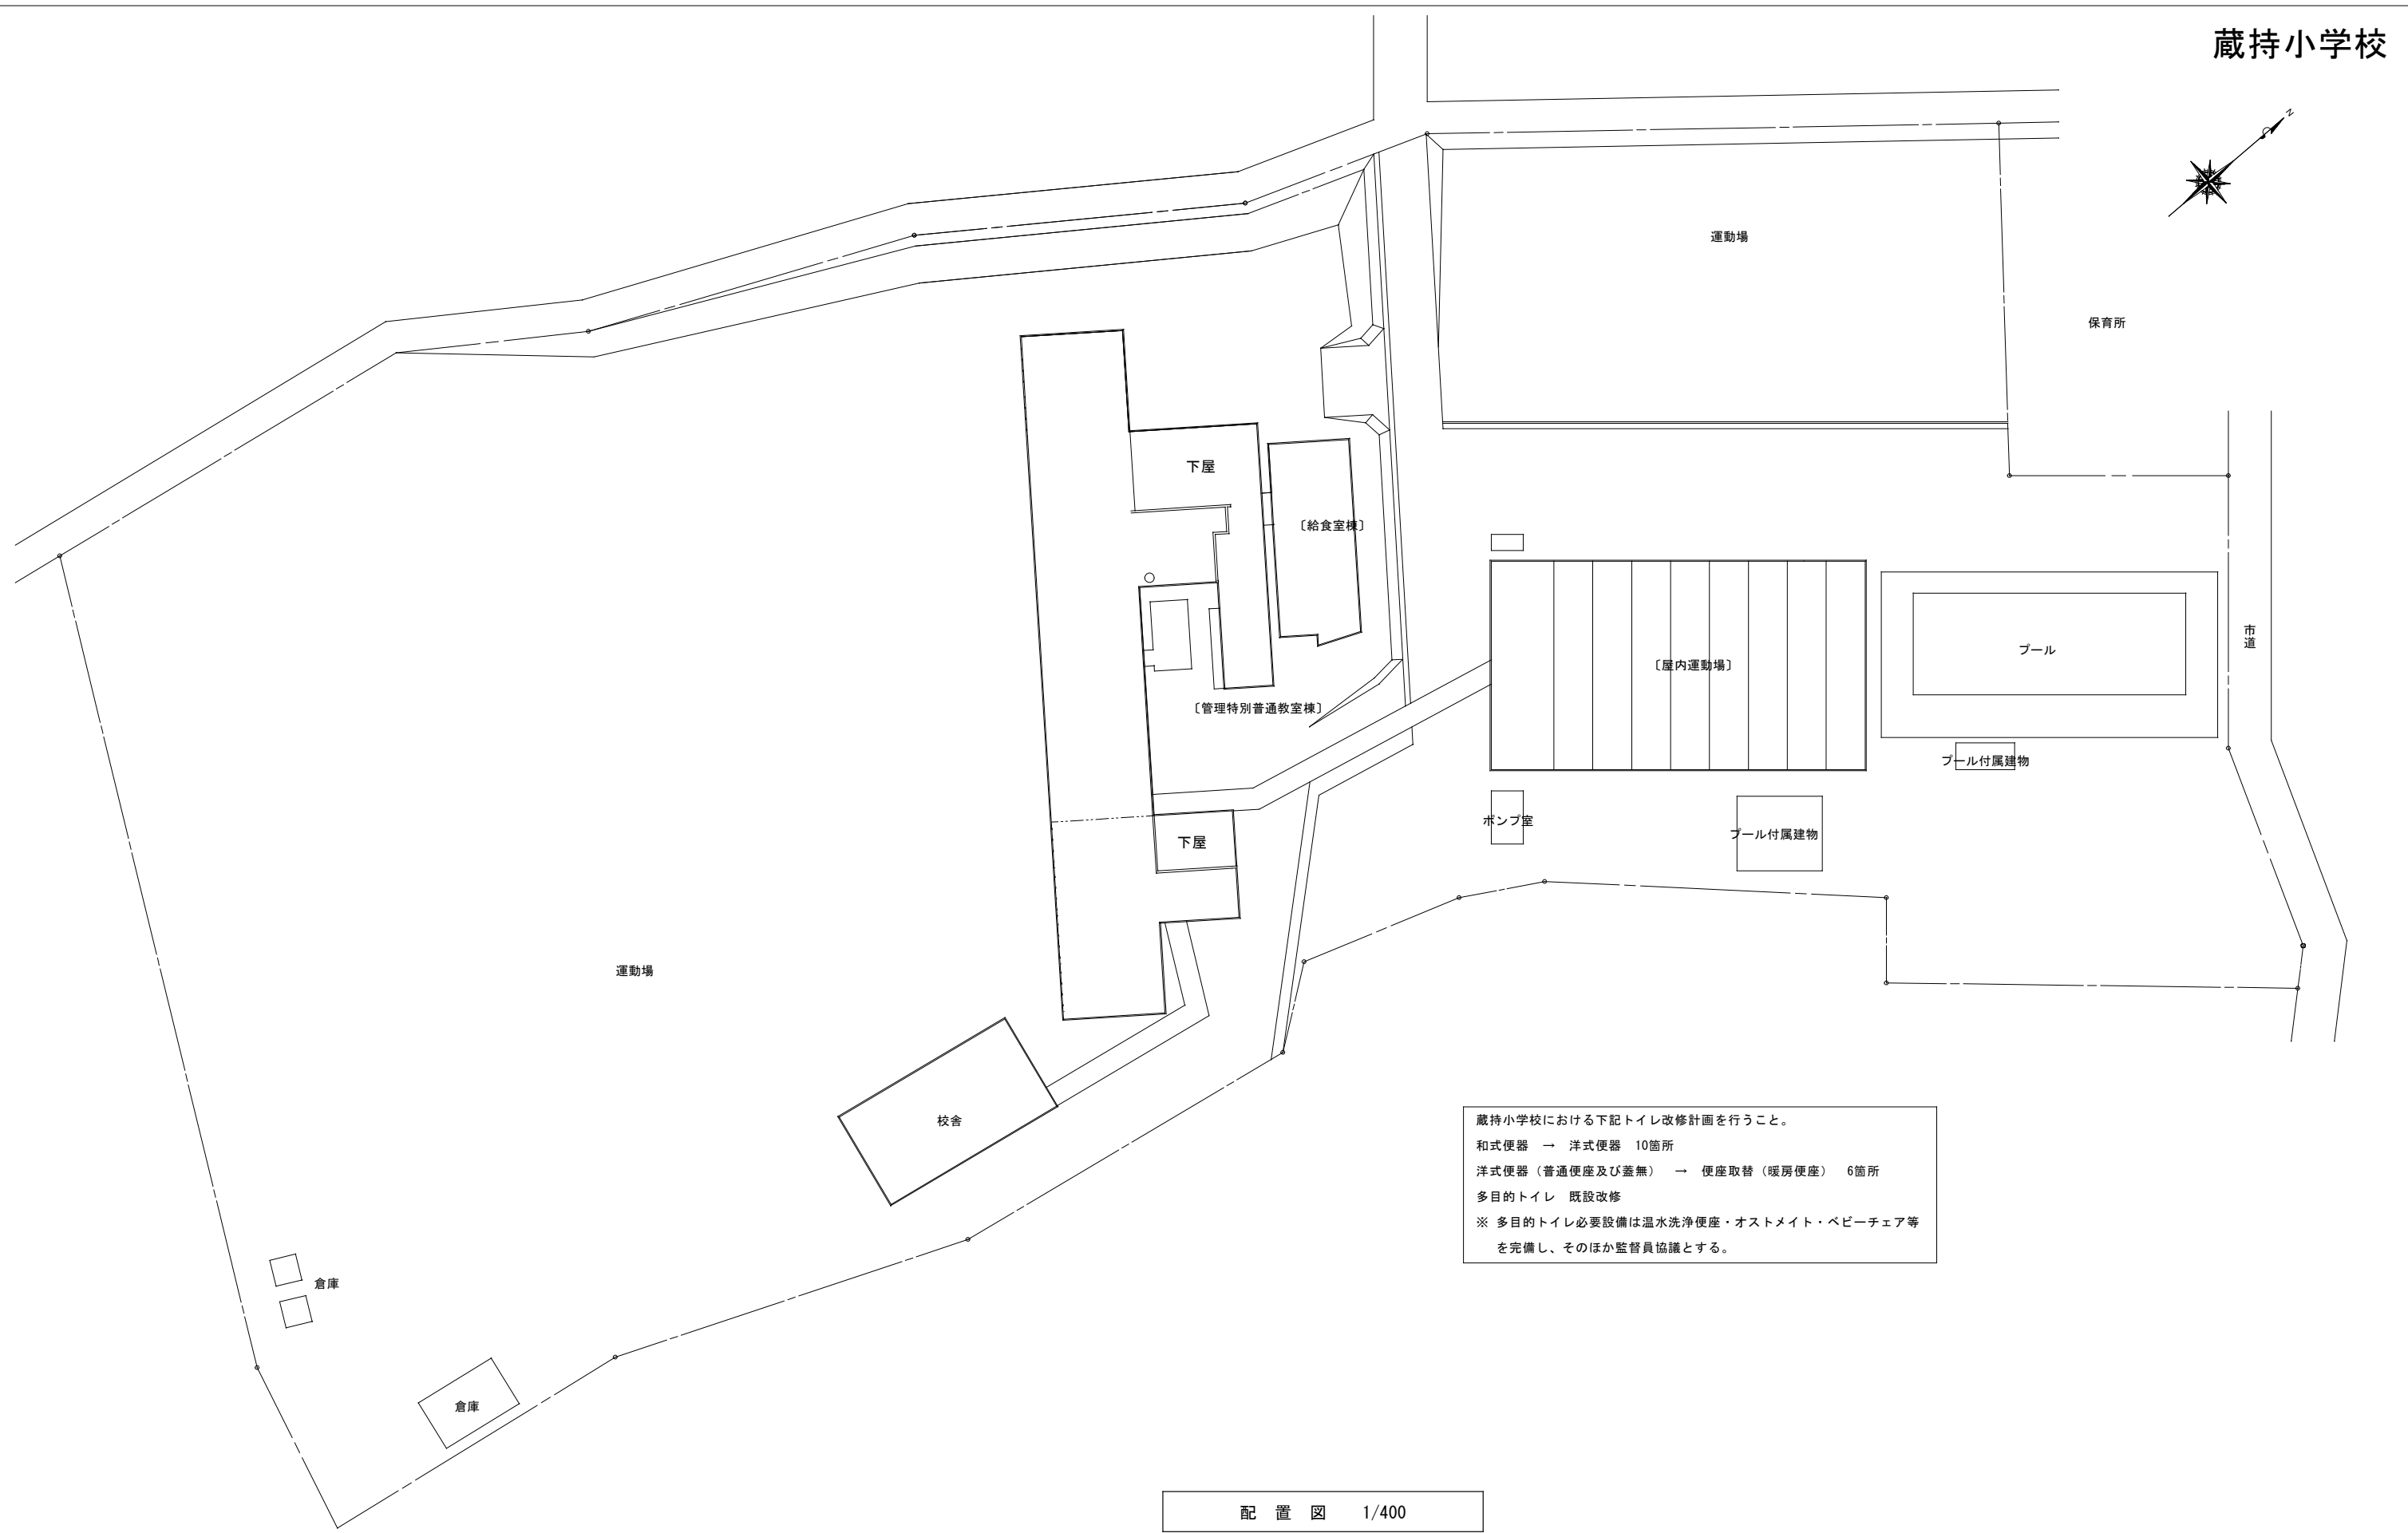 蔵持小学校
N
運動場
保育所
下屋
〔給食室棟〕
市道
プール
〔屋内運動場〕
〔管理特別普通教室棟〕
プール付属建物
ポンプ室
プール付属建物
下屋
運動場
校舎
蔵持小学校における下記トイレ改修計画を行うこと。
和式便器　→　洋式便器　10箇所
洋式便器（普通便座及び蓋無）　→　便座取替（暖房便座）　6箇所
多目的トイレ　既設改修
※ 多目的トイレ必要設備は温水洗浄便座・オストメイト・ベビーチェア等
を完備し、そのほか監督員協議とする。
倉庫
倉庫
配　置　図　　1/400